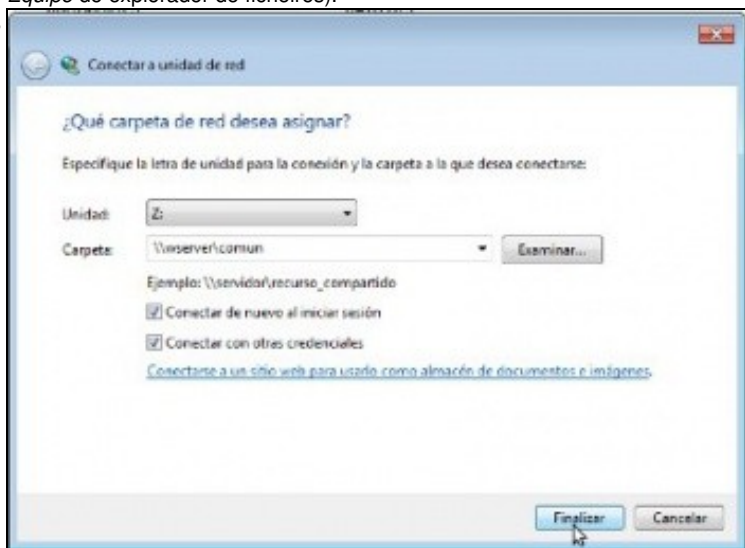 Equipo do explorador de ficheiros).
Conectar a unidad de red
¿Qué carpeta de red desea asignar?
Especifique la letra de unidad para la conexión y la carpeta a la que desea conectarse:
Unidad: Z:
Carpeta: \\wserver\comun Examinar...
Ejemplo: \\servidor\recurso_compartido
Conectar de nuevo al iniciar sesión
Conectar con otras credenciales
Conectarse a un sitio web para usarlo como almacén de documentos e imágenes.
Finalizar Cancelar